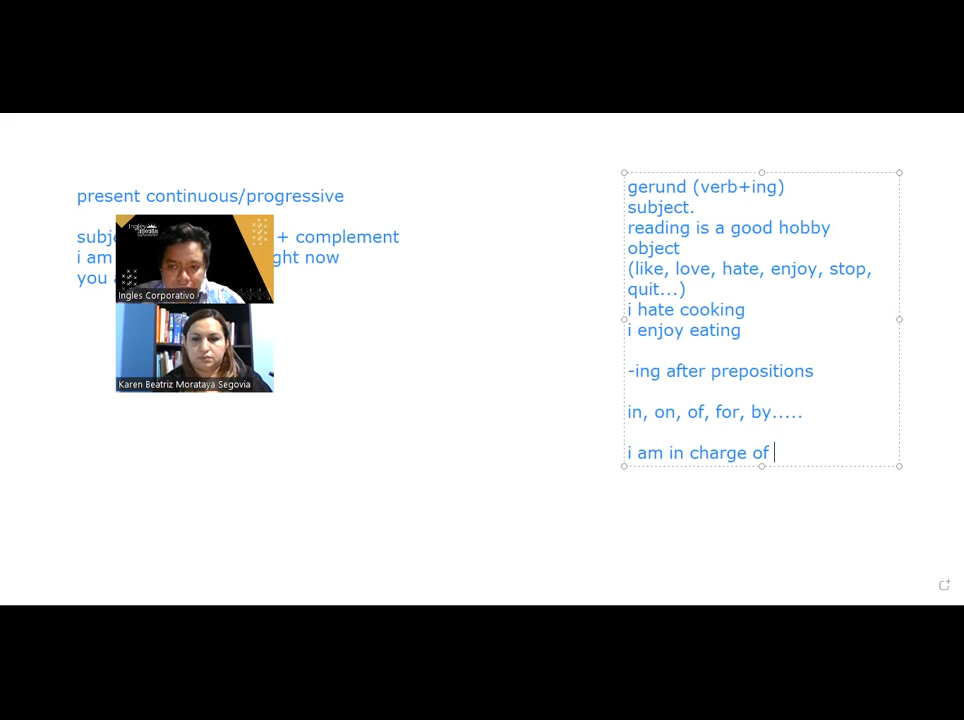 present continuous/progressive
subj + complement
i am ght now
you
Inglés
Ingles Corporativo
Karen Beatriz Morataya Segovia
gerund (verb+ing)
subject.
reading is a good hobby
object
(like, love, hate, enjoy, stop,
quit...)
i hate cooking
i enjoy eating
-ing after prepositions
in, on, of, for, by.....
i am in charge of